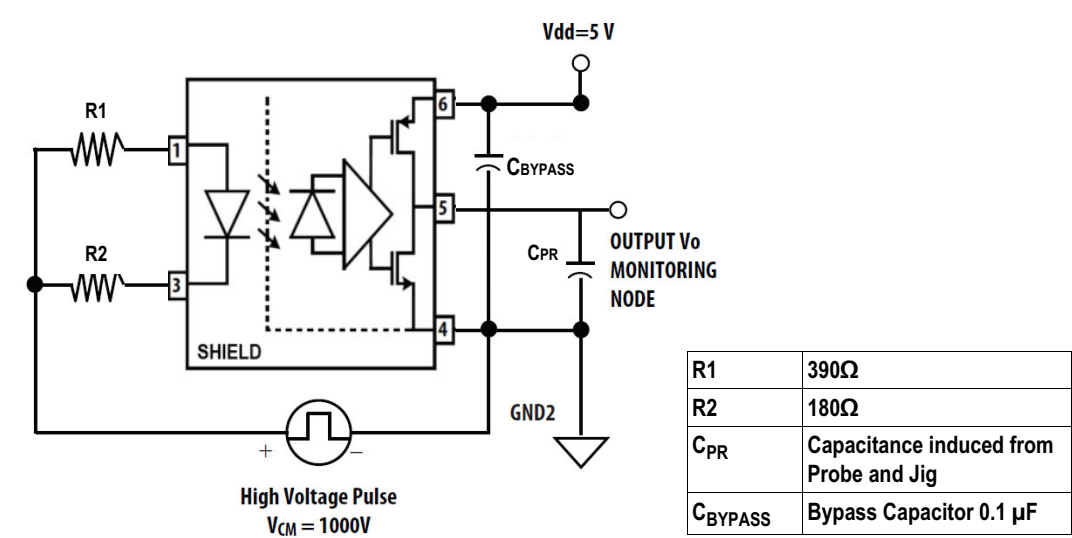 Vdd=5 V
R1
1
6
CBYPASS
5
R2
CPR
OUTPUT Vo
MONITORING
NODE
3
4
SHIELD
GND2
+
–
High Voltage Pulse
VCM = 1000V
R1 390Ω
R2 180Ω
CPR Capacitance induced from
Probe and Jig
CBYPASS Bypass Capacitor 0.1 µF